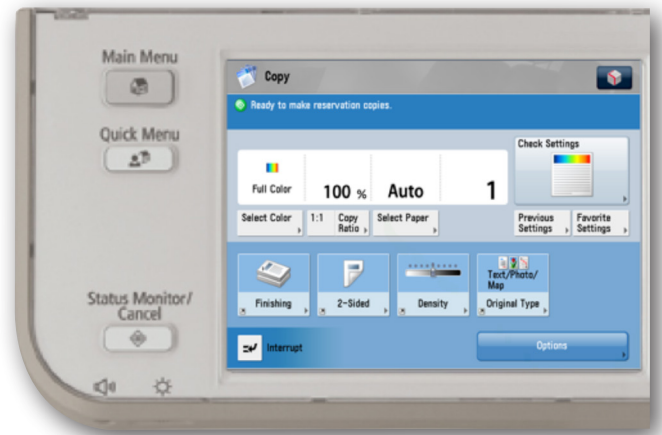 Main Menu
Copy
Ready to make reservation copies.
Quick Menu
Check Settings
Full Color
100 %
Auto
1
Select Color
1:1
Copy
Ratio
Select Paper
Previous
Settings
Favorite
Settings
Text/Photo/
Map
Finishing
2-Sided
Density
Original Type
Status Monitor/
Cancel
Interrupt
Options